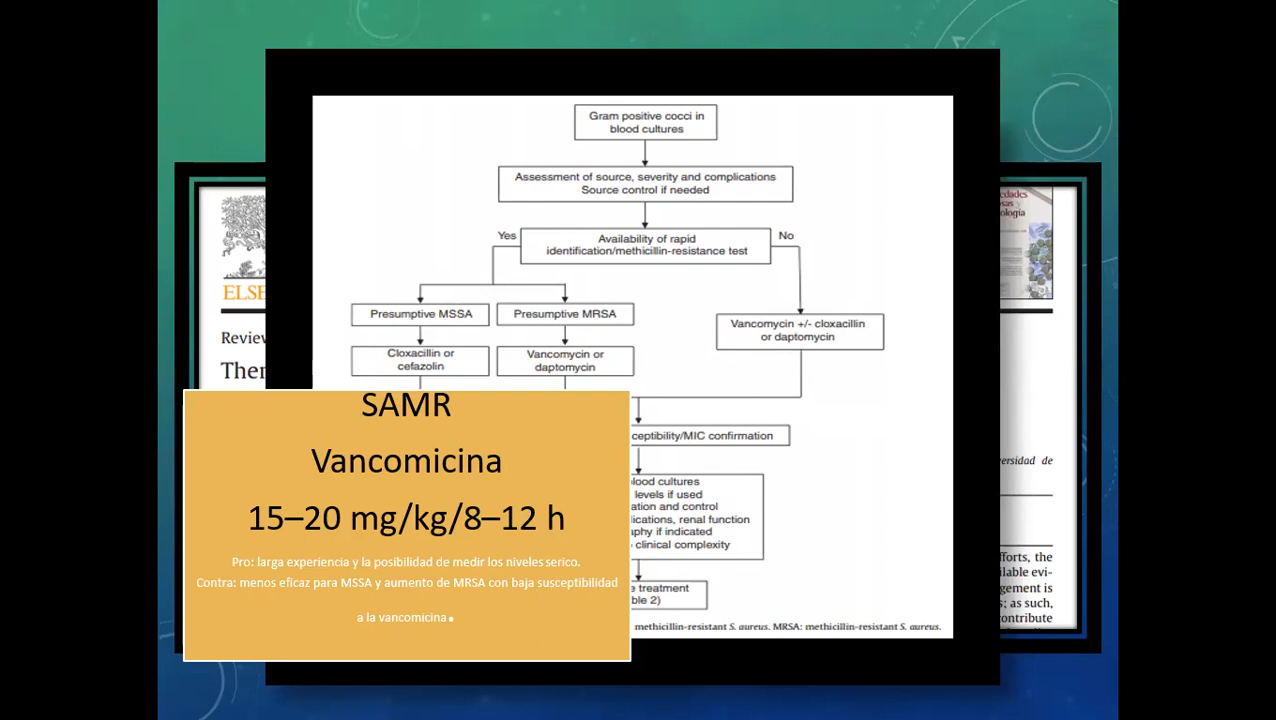 Gram positive cocci in
blood cultures
Assessment of source, severity and complications
Source control if needed
Yes
Availability of rapid
identification/methicillin-resistance test
No
Presumptive MSSA
Presumptive MRSA
Vancomycin +/- cloxacillin
or daptomycin
Cloxacillin or
cefazolin
Vancomycin or
daptomycin
SAMR
Vancomicina
15–20 mg/kg/8–12 h
Pro: larga experiencia y la posibilidad de medir los niveles serico.
Contra: menos eficaz para MSSA y aumento de MRSA con baja susceptibilidad
a la vancomicina.
ceptibility/MIC confirmation
blood cultures
levels if used
ation and control
lications, renal function
aphy if indicated
clinical complexity
e treatment
ble 2)
methicillin-resistant S. aureus. MRSA: methicillin-resistant S. aureus.
ELSE
Review
Ther
edades
osas y
ologia
ersidad de
fforts, the
ilable evi-
gement is
s; as such,
contribute